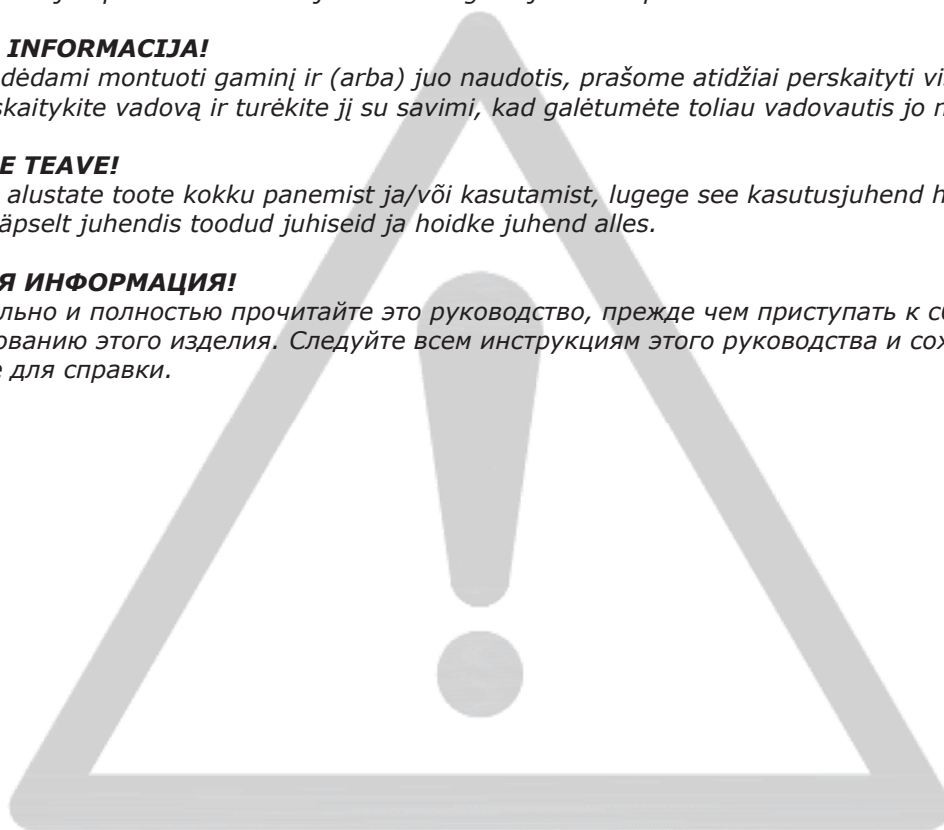 INFORMACIJA!
dėdami montuoti gaminį ir (arba) juo naudotis, prašome atidžiai perskaityti vis
skaitykite vadovą ir turėkite jį su savimi, kad galėtumėte toliau vadovautis jo n
E TEAVE!
alustate toote kokku panemist ja/või kasutamist, lugege see kasutusjuhend h
äpselt juhendis toodud juhiseid ja hoidke juhend alles.
Я ИНФОРМАЦИЯ!
льно и полностью прочитайте это руководство, прежде чем приступать к сб
ованию этого изделия. Следуйте всем инструкциям этого руководства и сох
е для справки.